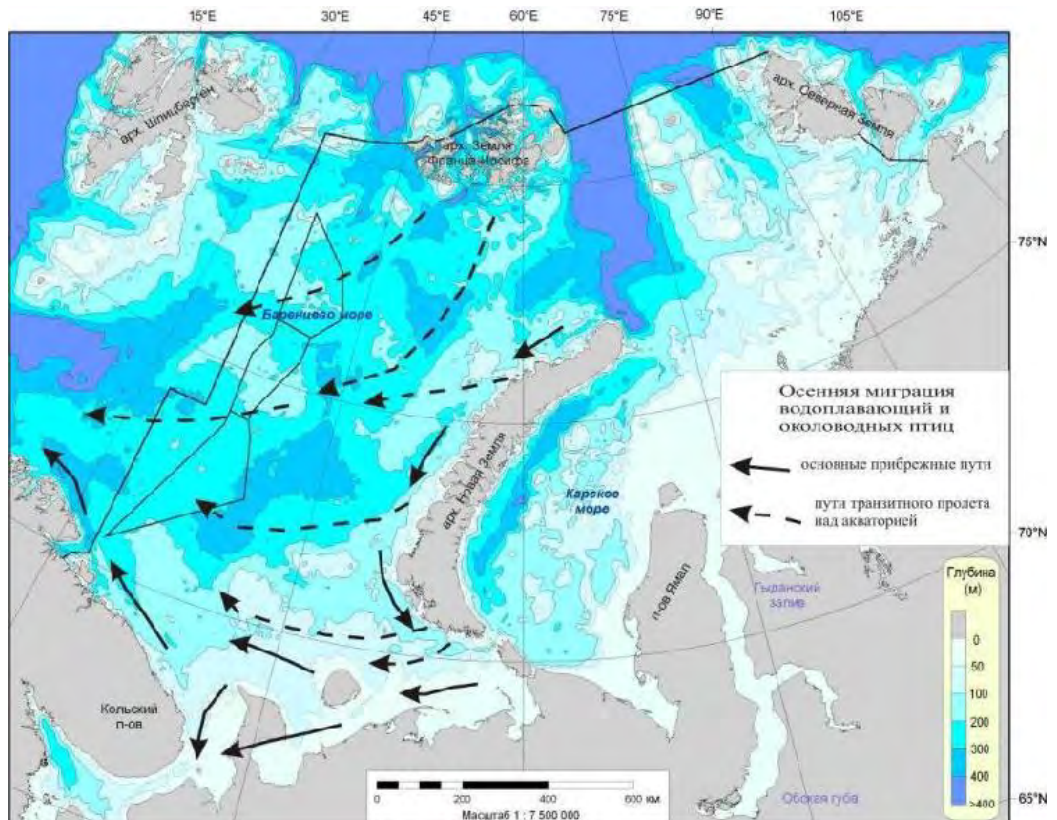 15°E 30°E 45°E 60°E 75°E 90°E 105°E
арх. Шпицберген
арх. Земля
Франца-Иосифа
арх. Северная Земля
75°N
Баренцево море
Осенняя миграция
водоплавающий и
околоводных птиц
основные прибрежные пути
пути транзитного пролета
над акваторией
арх. Новая Земля
Карское
море
70°N
п-ов Ямал
Гыданский
залив
Глубина
(м)
0
50
100
200
300
400
>400
Кольский
п-ов
0 200 400 600 км
Масштаб 1 : 7 500 000
Обская губа
65°N